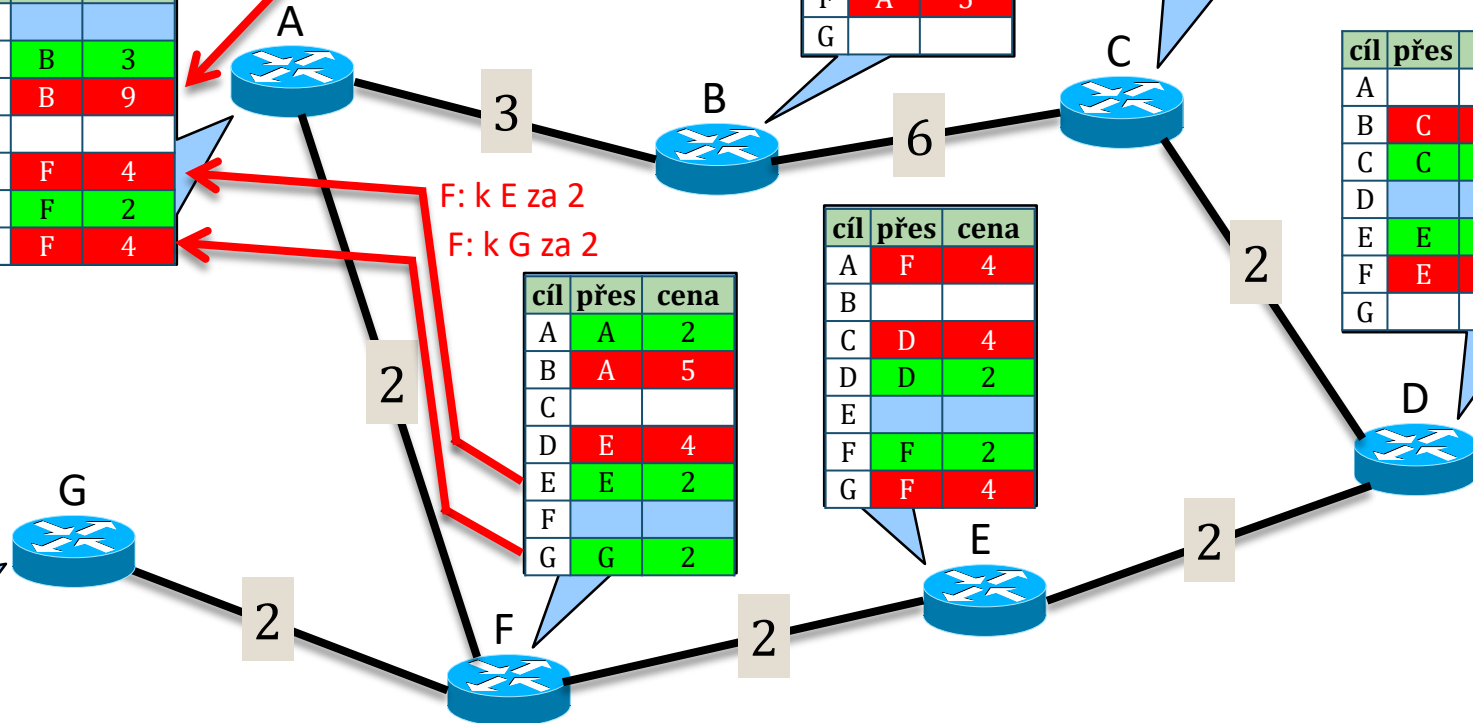 F A 5
G
B 3
B 9
F 4
F 2
F 4
A
B
C
D
E
F
G
3
6
2
2
2
2
2
F: k E za 2
F: k G za 2
cíl přes cena
A A 2
B A 5
C
D E 4
E E 2
F
G G 2
cíl přes cena
A F 4
B
C D 4
D D 2
E
F F 2
G F 4
cíl přes
A
B C
C C
D
E E
F E
G